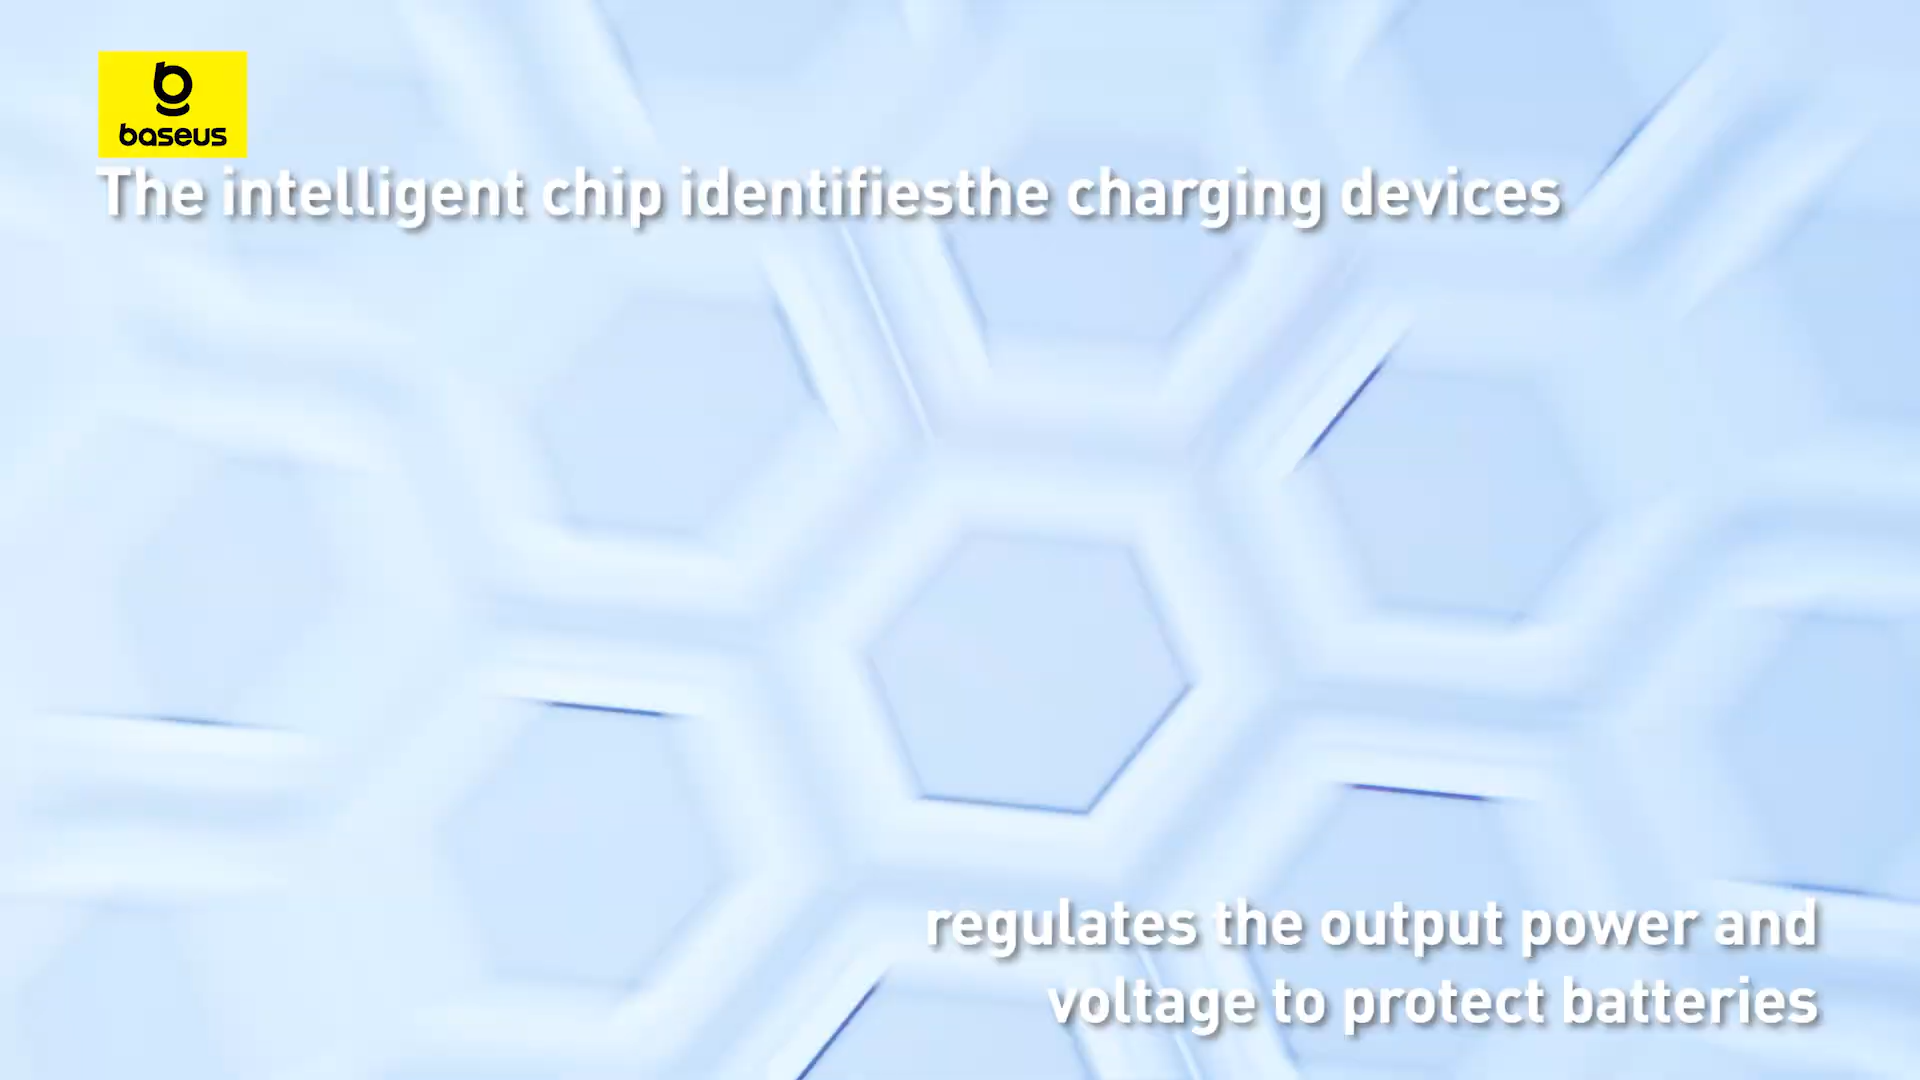 baseus
The intelligent chip identifiesthe charging devices
regulates the output power and
voltage to protect batteries